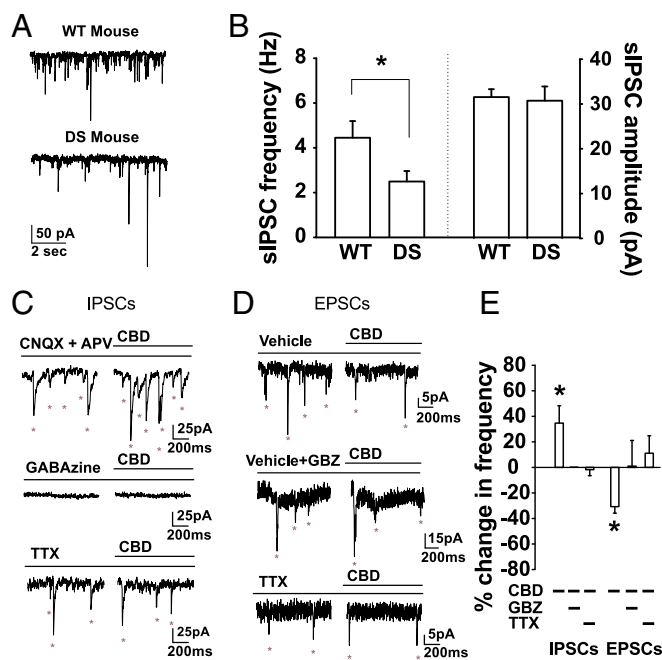 A
WT Mouse
DS Mouse
50 pA
2 sec
B
sIPSC frequency (Hz)
8
6
4
2
0
*
WT
DS
WT
DS
40
30
20
10
0
sIPSC amplitude (pA)
C
IPSCs
CNQX + APV
CBD
* * * * *
* * * * * * *
25pA
200ms
GABAzine
CBD
25pA
200ms
TTX
CBD
* * *
* * *
25pA
200ms
D
EPSCs
Vehicle
CBD
* * * *
* *
5pA
200ms
Vehicle+GBZ
CBD
* * *
* * *
15pA
200ms
TTX
CBD
* *
* *
5pA
200ms
E
% change in frequency
80
60
40
20
0
-20
-40
-60
-80
*
*
CBD
GBZ
TTX
IPSCs EPSCs